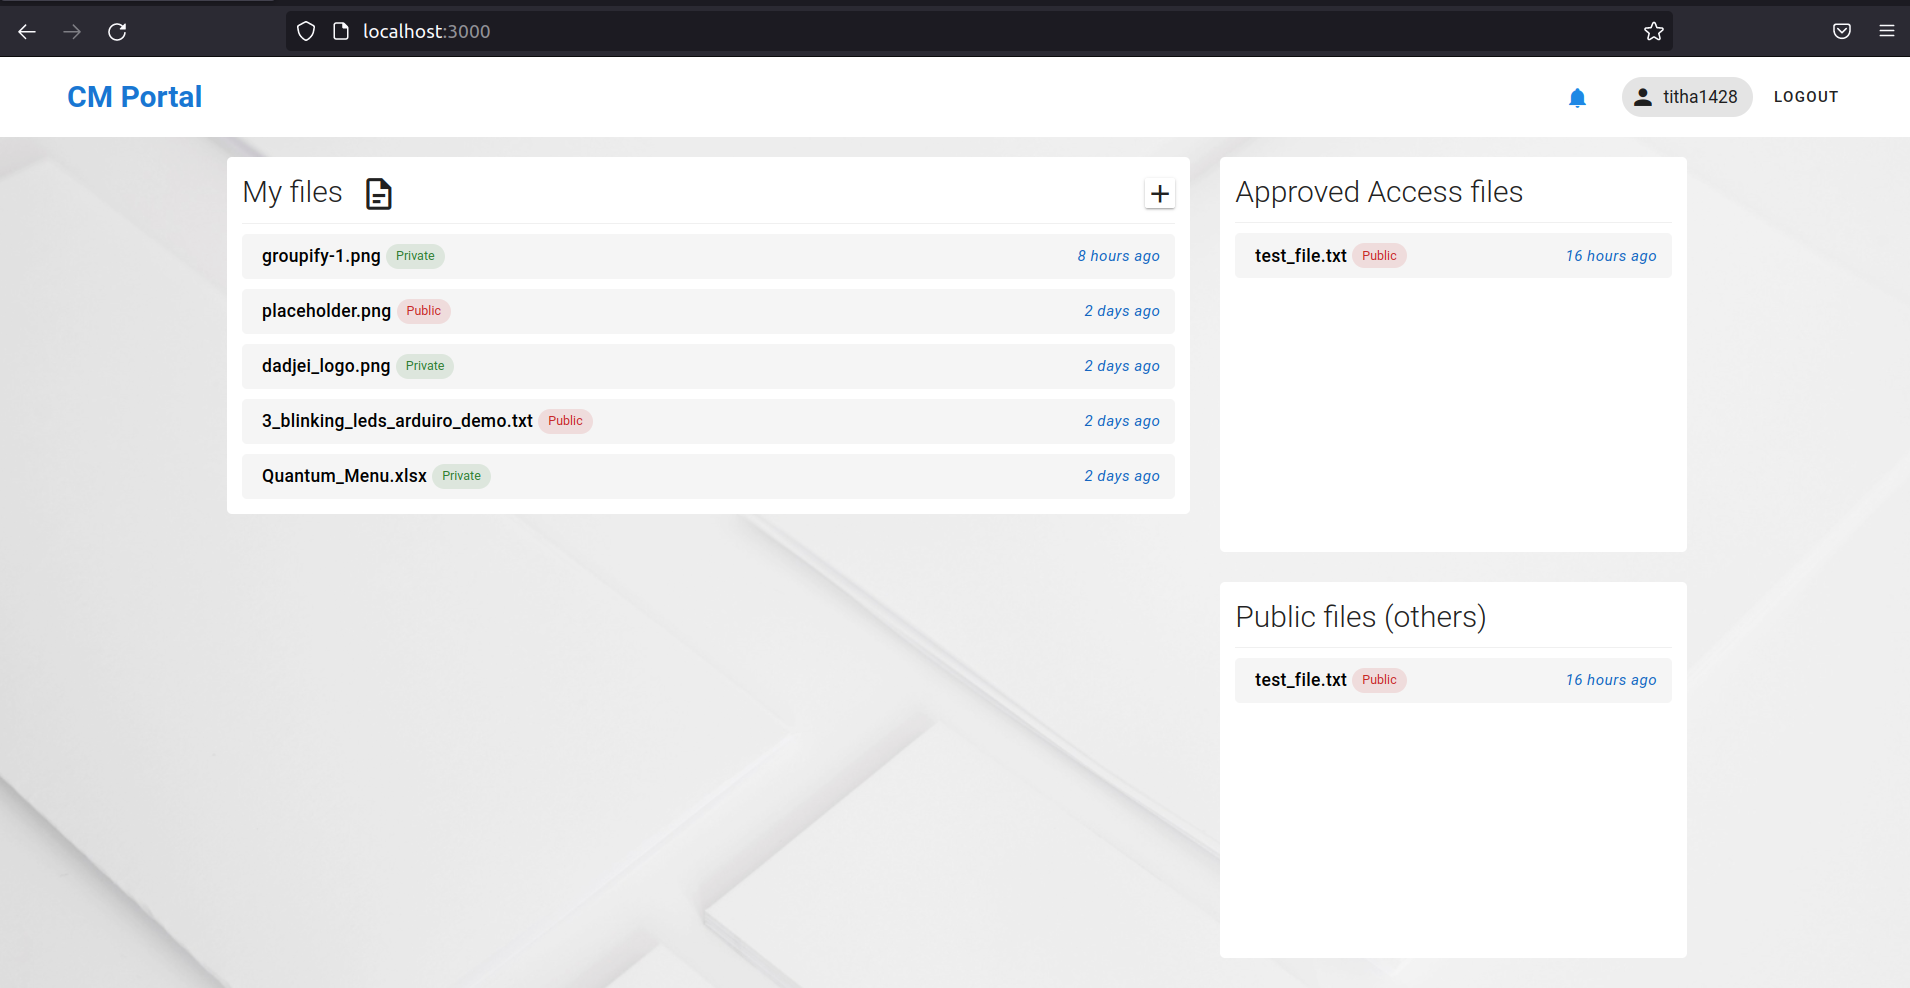 localhost:3000
CM Portal
titha1428
LOGOUT
My files
groupify-1.png Private 8 hours ago
placeholder.png Public 2 days ago
dadjei_logo.png Private 2 days ago
3_blinking_leds_arduiro_demo.txt Public 2 days ago
Quantum_Menu.xlsx Private 2 days ago
Approved Access files
test_file.txt Public 16 hours ago
Public files (others)
test_file.txt Public 16 hours ago